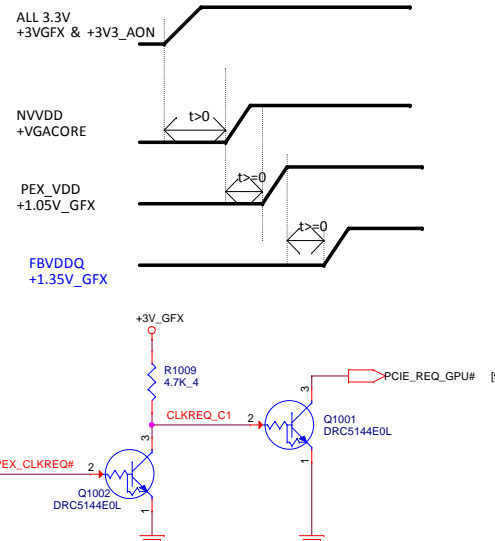 ALL 3.3V
+3VGFX & +3V3_AON
NVVDD
+VGACORE
t>0
PEX_VDD
+1.05V_GFX
t>=0
FBVDDQ
+1.35V_GFX
t>=0
+3V_GFX
R1009
4.7K_4
PCIE_REQ_GPU#
3
CLKREQ_C1
2
Q1001
DRC5144E0L
3
1
PEX_CLKREQ#
2
Q1002
DRC5144E0L
1